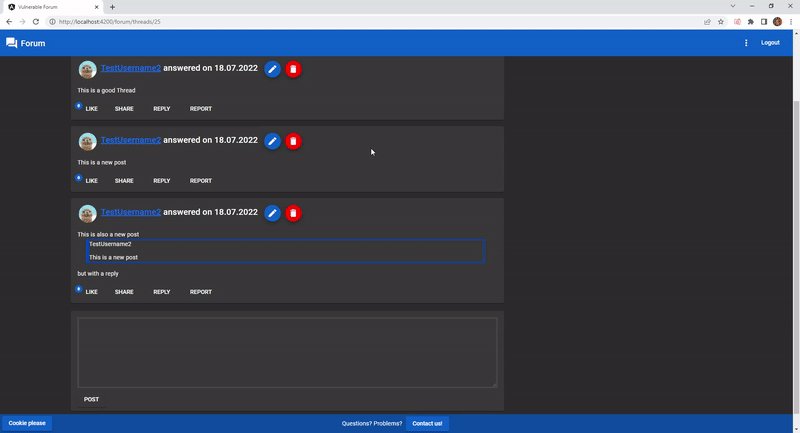 Vulnerable Forum
http://localhost:4200/forum/threads/25
Forum
Logout
TestUsername2 answered on 18.07.2022
This is a good Thread
0 LIKE SHARE REPLY REPORT
TestUsername2 answered on 18.07.2022
This is a new post
0 LIKE SHARE REPLY REPORT
TestUsername2 answered on 18.07.2022
This is also a new post
TestUsername2
This is a new post
but with a reply
0 LIKE SHARE REPLY REPORT
POST
Cookie please
Questions? Problems? Contact us!